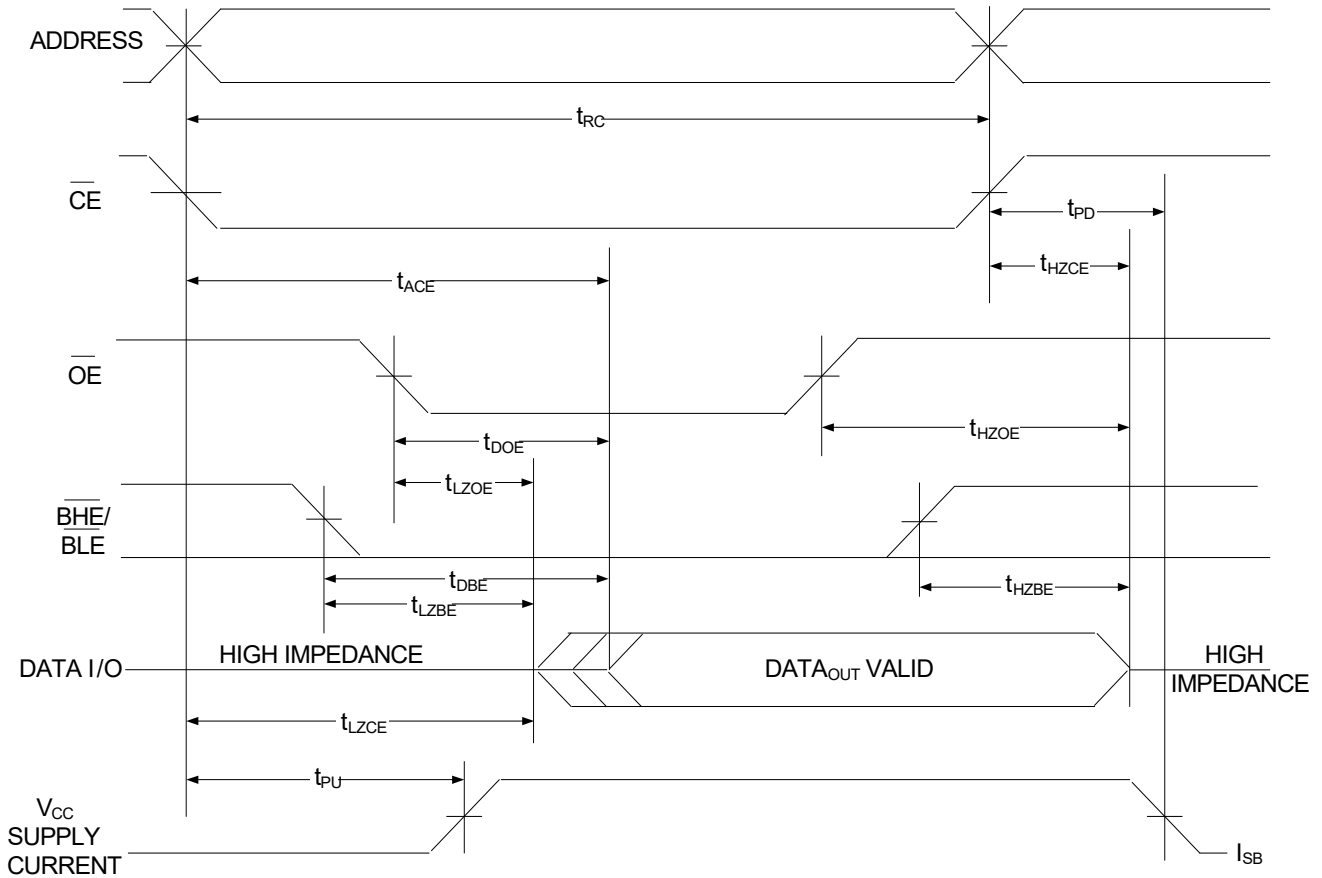 ADDRESS
tRC
CE
tPD
tHZCE
tACE
OE
tHZOE
tDOE
tLZOE
BHE/
BLE
tDBE
tHZBE
tLZBE
DATA I/O
HIGH IMPEDANCE
DATAOUT VALID
HIGH
IMPEDANCE
tLZCE
tPU
VCC
SUPPLY
CURRENT
ISB